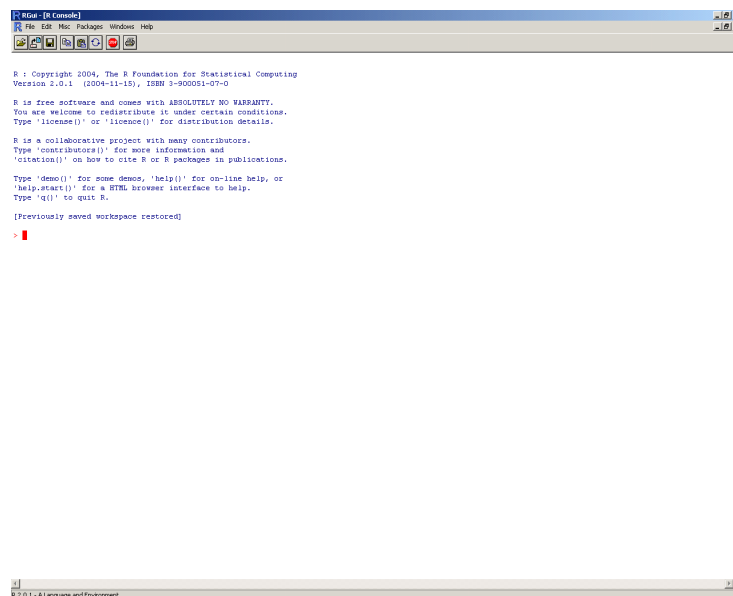 RGui - [R Console]
File Edit Misc Packages Windows Help
STOP
R : Copyright 2004, The R Foundation for Statistical Computing
Version 2.0.1 (2004-11-15), ISBN 3-900051-07-0
R is free software and comes with ABSOLUTELY NO WARRANTY.
You are welcome to redistribute it under certain conditions.
Type 'license()' or 'licence()' for distribution details.
R is a collaborative project with many contributors.
Type 'contributors()' for more information and
'citation()' on how to cite R or R packages in publications.
Type 'demo()' for some demos, 'help()' for on-line help, or
'help.start()' for a HTML browser interface to help.
Type 'q()' to quit R.
[Previously saved workspace restored]
>
R 2.0.1 - A Language and Environment